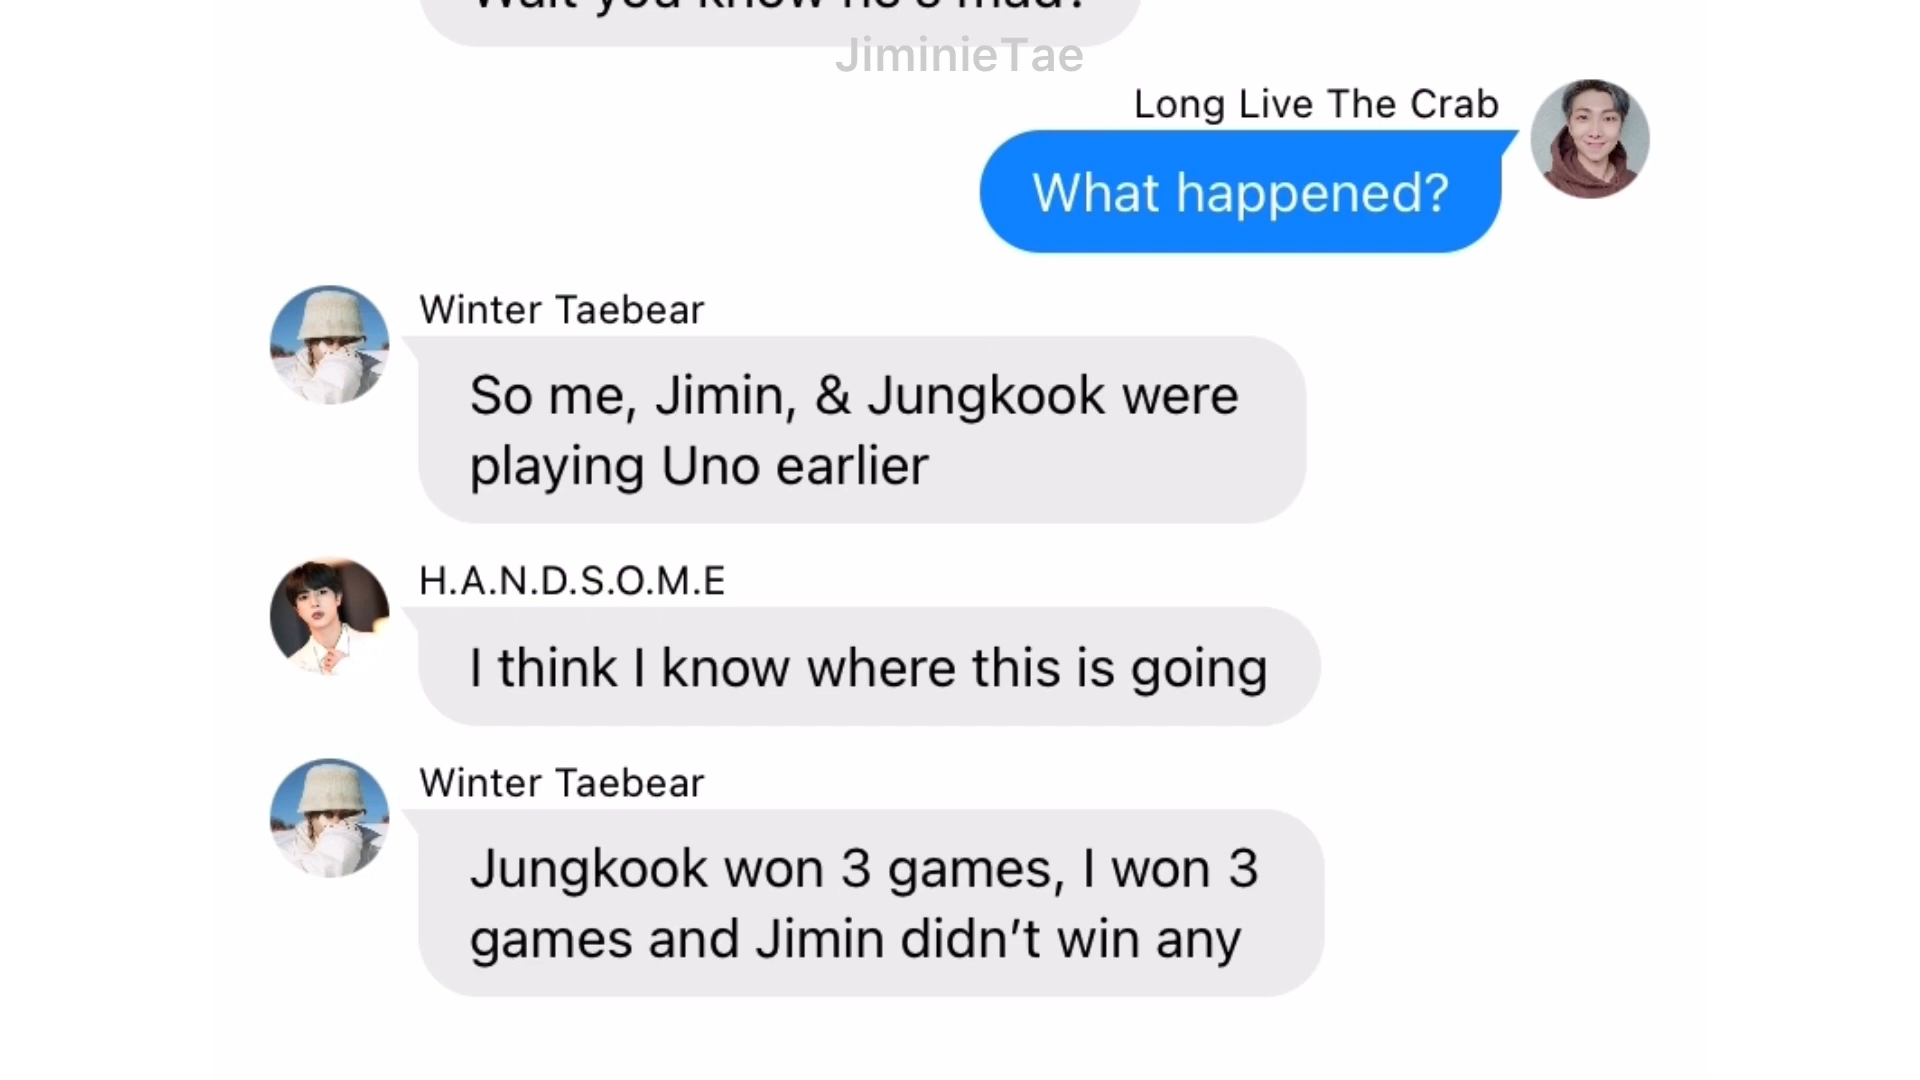 Wait you know he's mad?
JiminieTae
Long Live The Crab
What happened?
Winter Taebear
So me, Jimin, & Jungkook were
playing Uno earlier
H.A.N.D.S.O.M.E
I think I know where this is going
Winter Taebear
Jungkook won 3 games, I won 3
games and Jimin didn’t win any